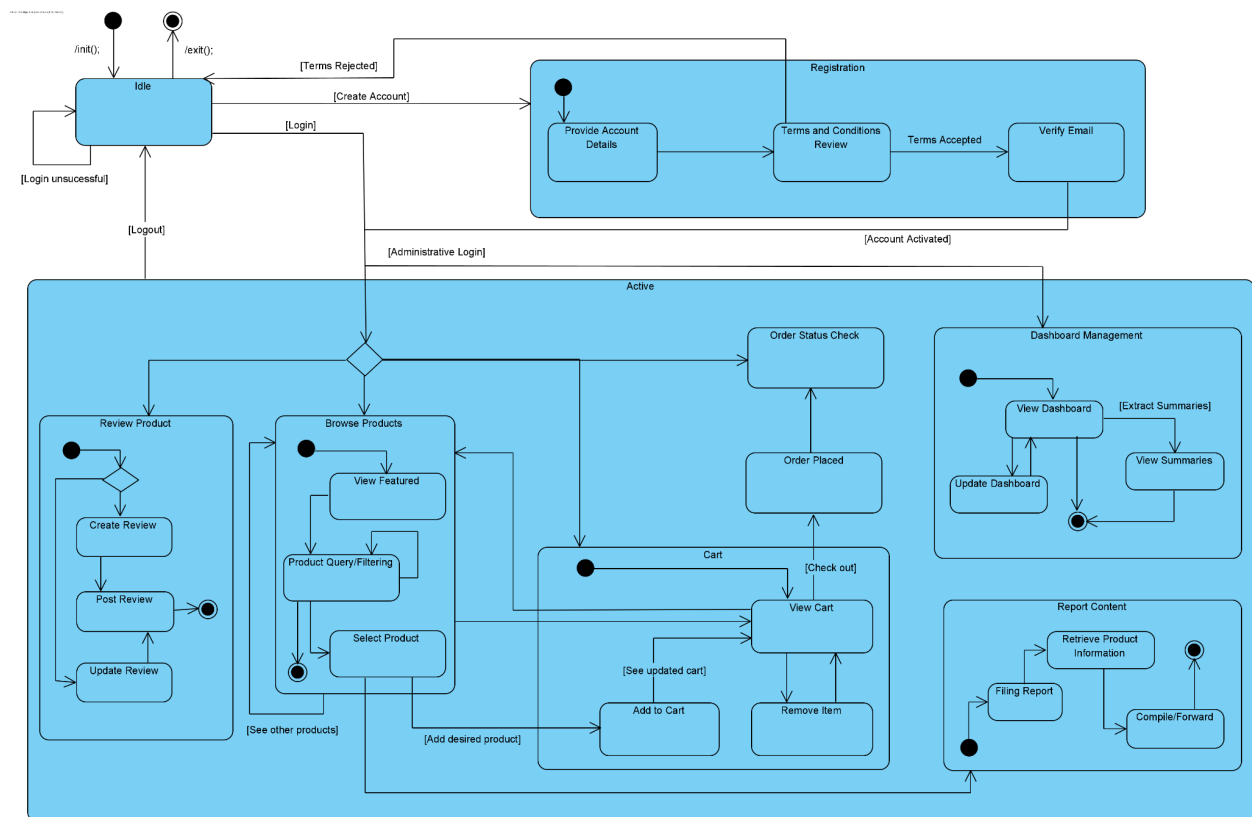 /init();
/exit();
Idle
[Terms Rejected]
[Create Account]
[Login]
[Login unsucessful]
[Logout]
Registration
Provide Account
Details
Terms and Conditions
Review
Terms Accepted
Verify Email
[Account Activated]
[Administrative Login]
Active
Order Status Check
Dashboard Management
View Dashboard
[Extract Summaries]
Update Dashboard
View Summaries
Review Product
Create Review
Post Review
Update Review
Browse Products
View Featured
Product Query/Filtering
Select Product
[See other products]
[Add desired product]
Order Placed
[Check out]
Cart
View Cart
[See updated cart]
Add to Cart
Remove Item
Report Content
Retrieve Product
Information
Filing Report
Compile/Forward